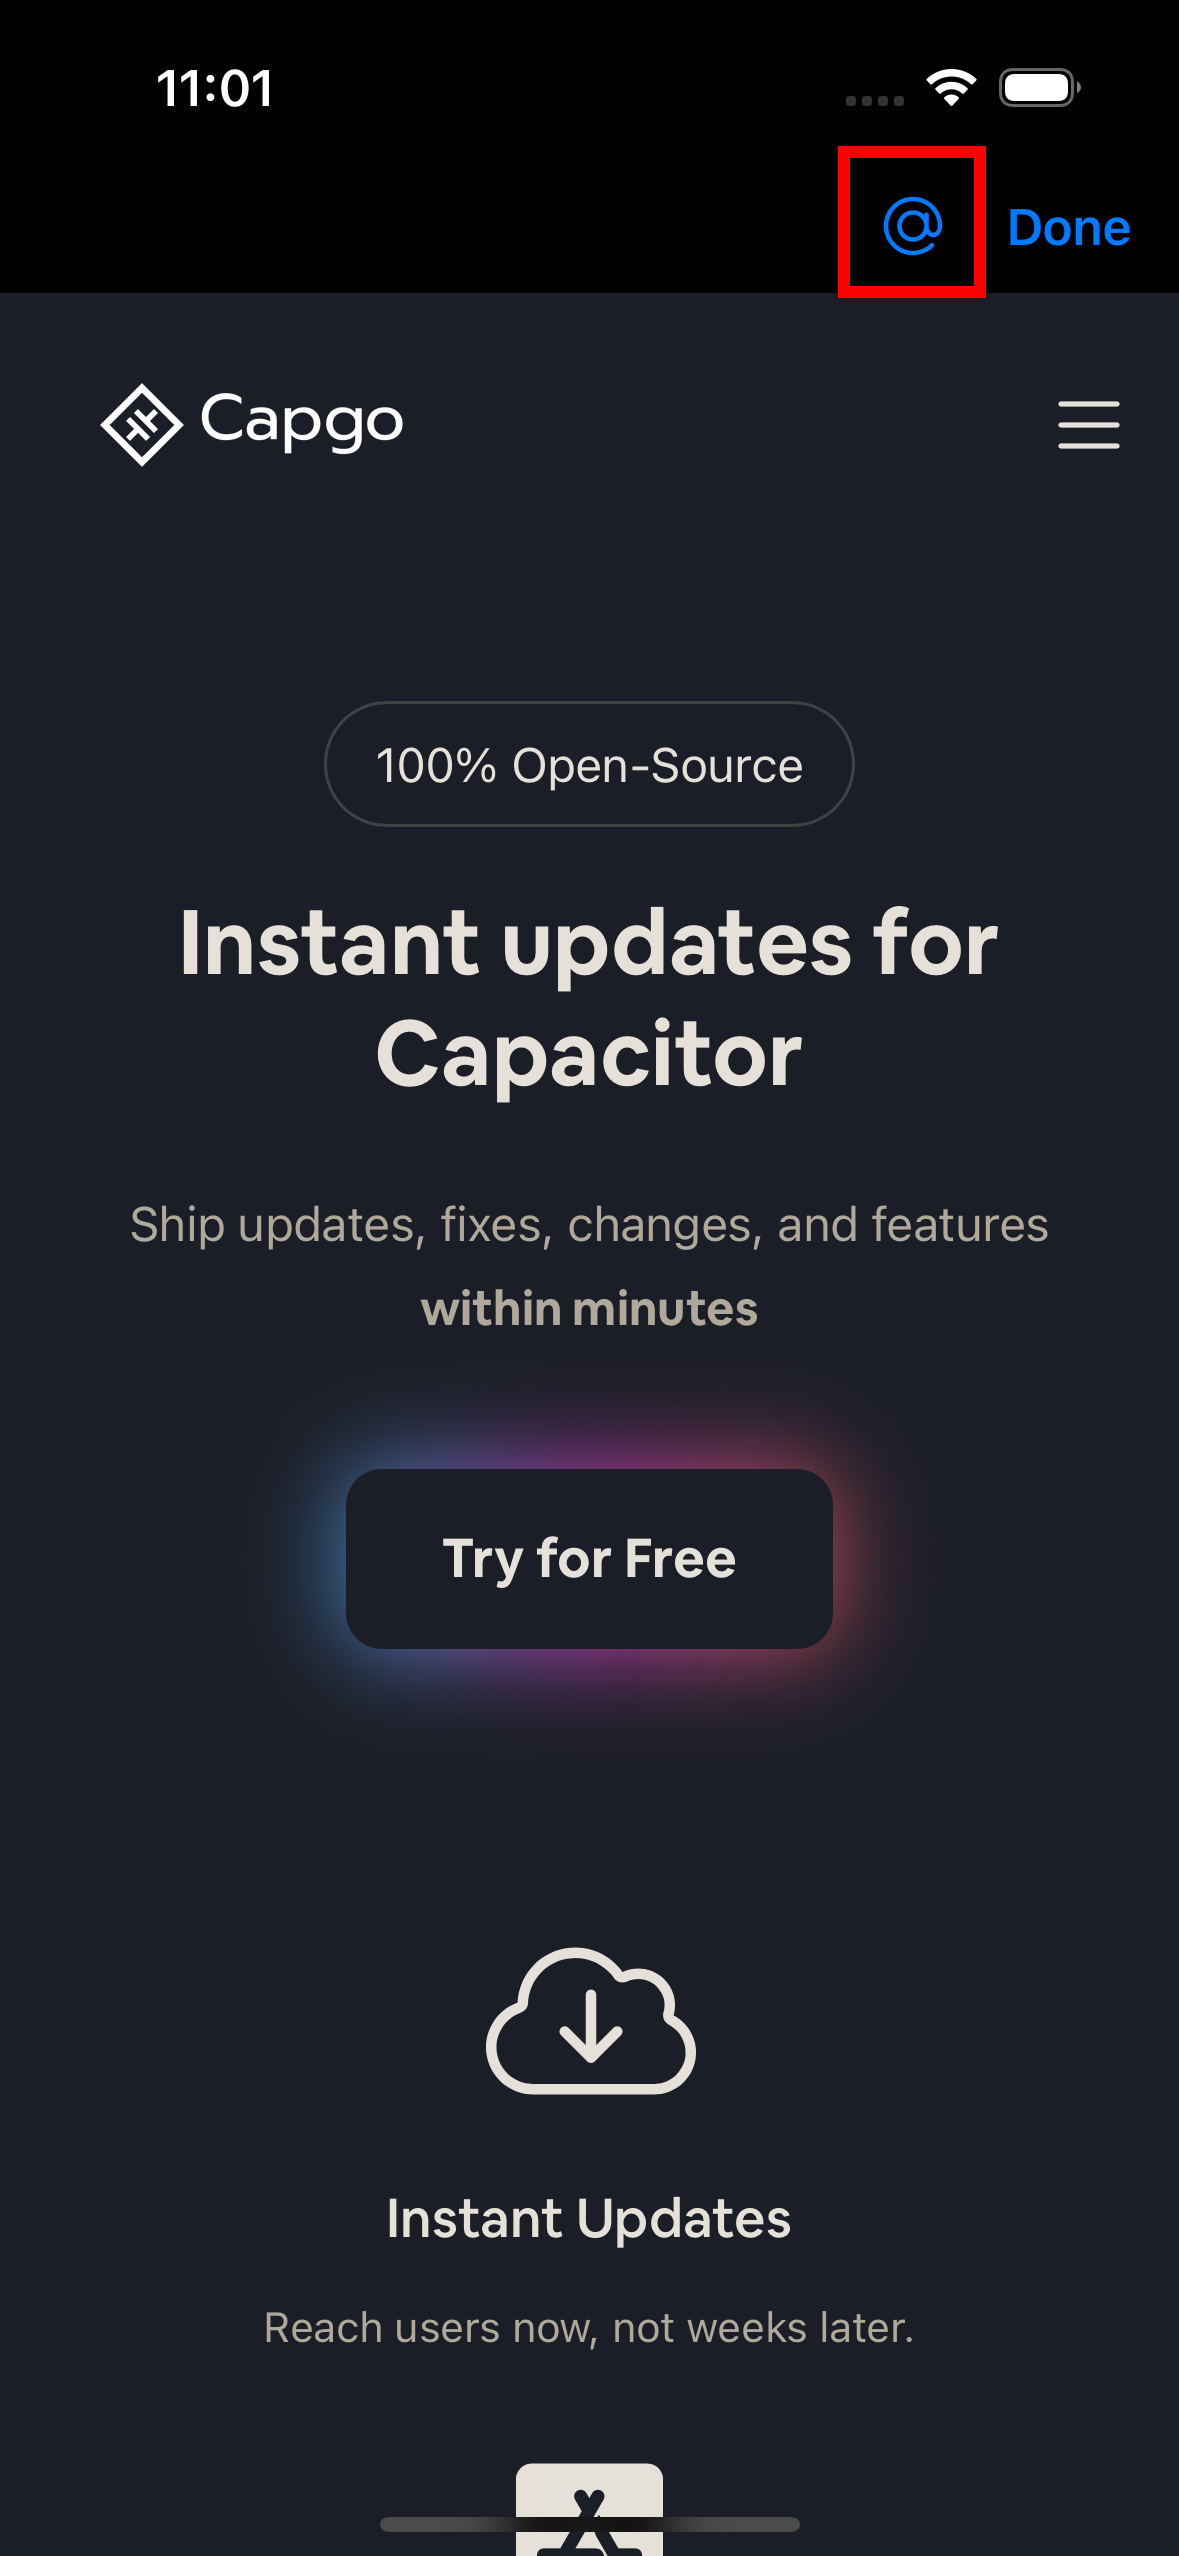 11:01
@ Done
Capgo
100% Open-Source
Instant updates for
Capacitor
Ship updates, fixes, changes, and features
within minutes
Try for Free
Instant Updates
Reach users now, not weeks later.